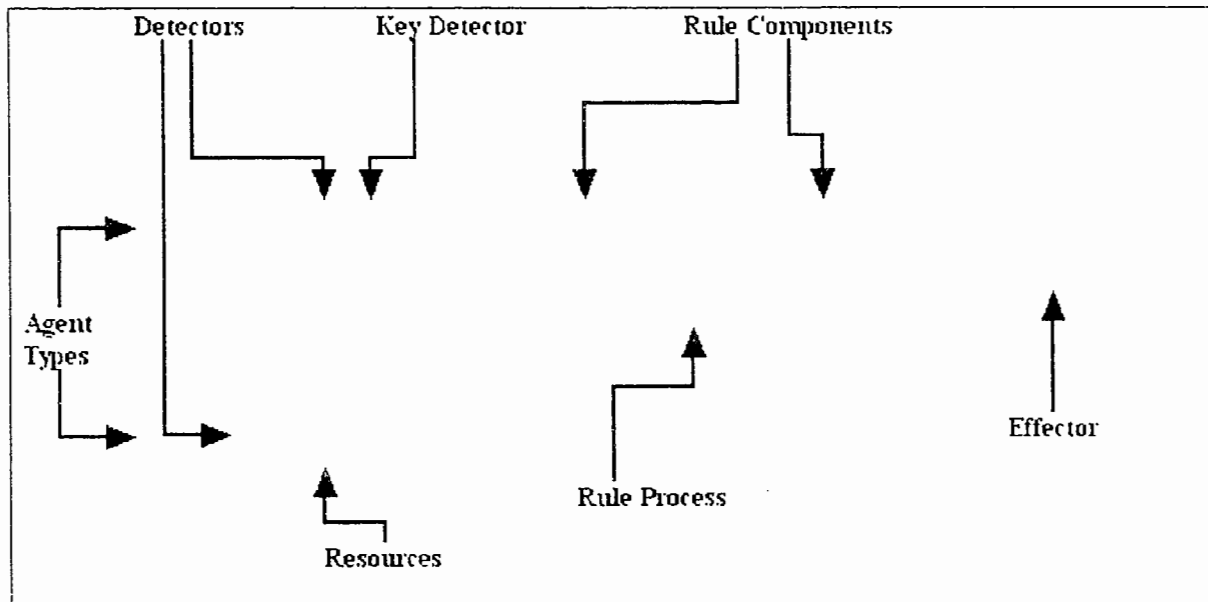 Detectors
Key Detector
Rule Components
Agent
Types
Effector
Rule Process
Resources